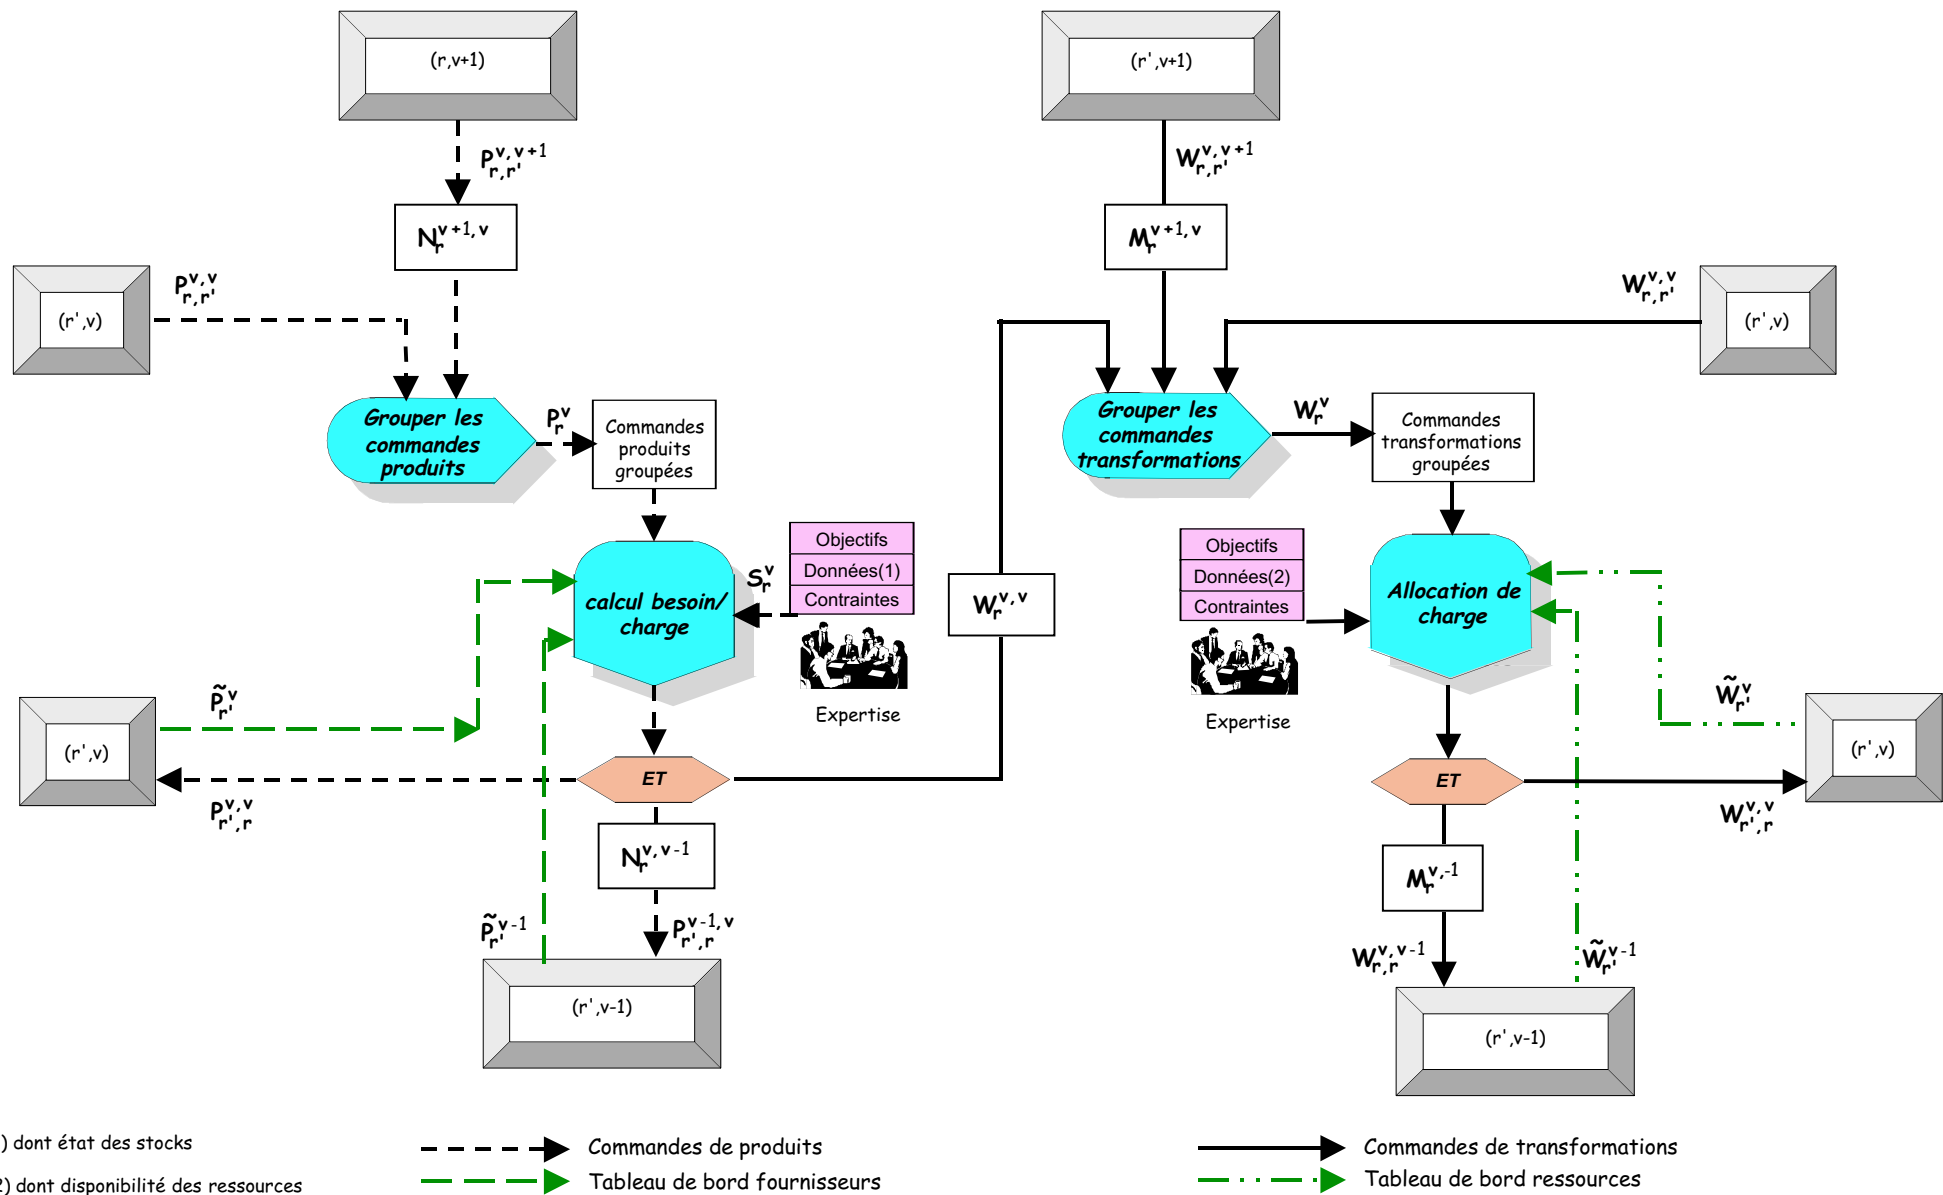 (r,v+1)
(r',v+1)
P r,r' v,v+1
W r,r' v,v+1
N r v+1,v
M r v+1,v
P r,r' v,v
W r,r' v,v
(r',v)
(r',v)
Grouper les
commandes
produits
P r v
Commandes
produits
groupées
Grouper les
commandes
transformations
W r v
Commandes
transformations
groupées
Objectifs
Données(1)
Contraintes
S r v
calcul besoin/
charge
Expertise
W r v,v
Objectifs
Données(2)
Contraintes
Expertise
Allocation de
charge
P̃ r' v
(r',v)
P r',r v,v
ET
W̃ r' v
(r',v)
W r',r v,v
ET
N r v,v-1
M r v,-1
P̃ r' v-1
P r',r v-1,v
W r,r v,v-1
W̃ r' v-1
(r',v-1)
(r',v-1)
) dont état des stocks
2) dont disponibilité des ressources
Commandes de produits
Tableau de bord fournisseurs
Commandes de transformations
Tableau de bord ressources